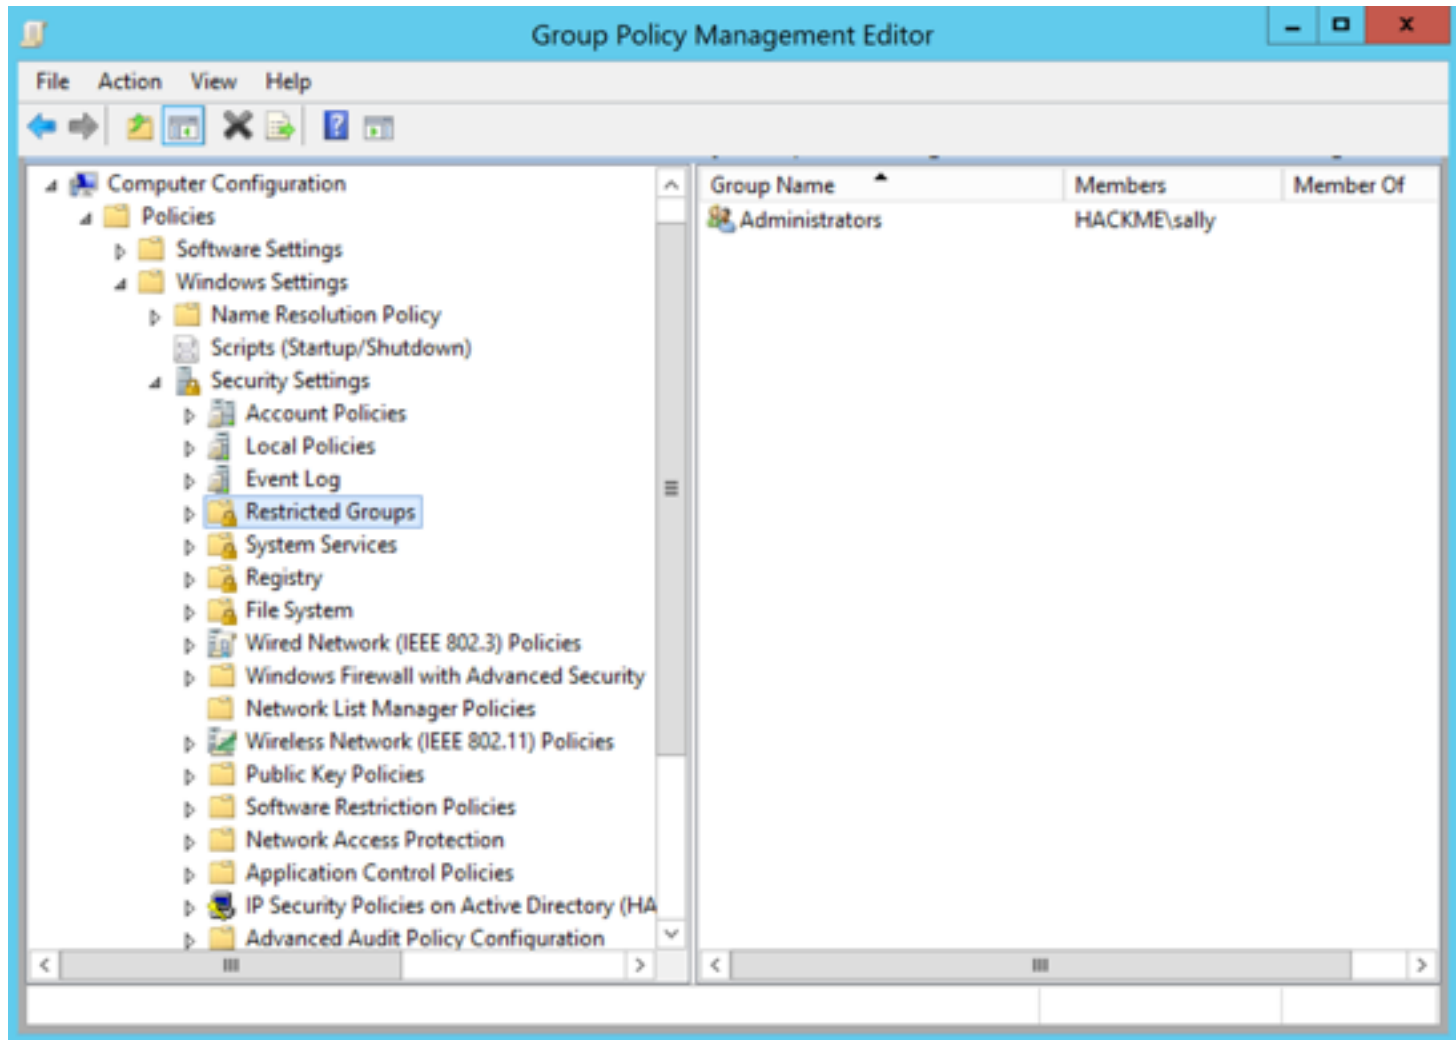 Group Policy Management Editor
File Action View Help
Computer Configuration
Policies
Software Settings
Windows Settings
Name Resolution Policy
Scripts (Startup/Shutdown)
Security Settings
Account Policies
Local Policies
Event Log
Restricted Groups
System Services
Registry
File System
Wired Network (IEEE 802.3) Policies
Windows Firewall with Advanced Security
Network List Manager Policies
Wireless Network (IEEE 802.11) Policies
Public Key Policies
Software Restriction Policies
Network Access Protection
Application Control Policies
IP Security Policies on Active Directory (HA
Advanced Audit Policy Configuration
Group Name Members Member Of
Administrators HACKME\sally